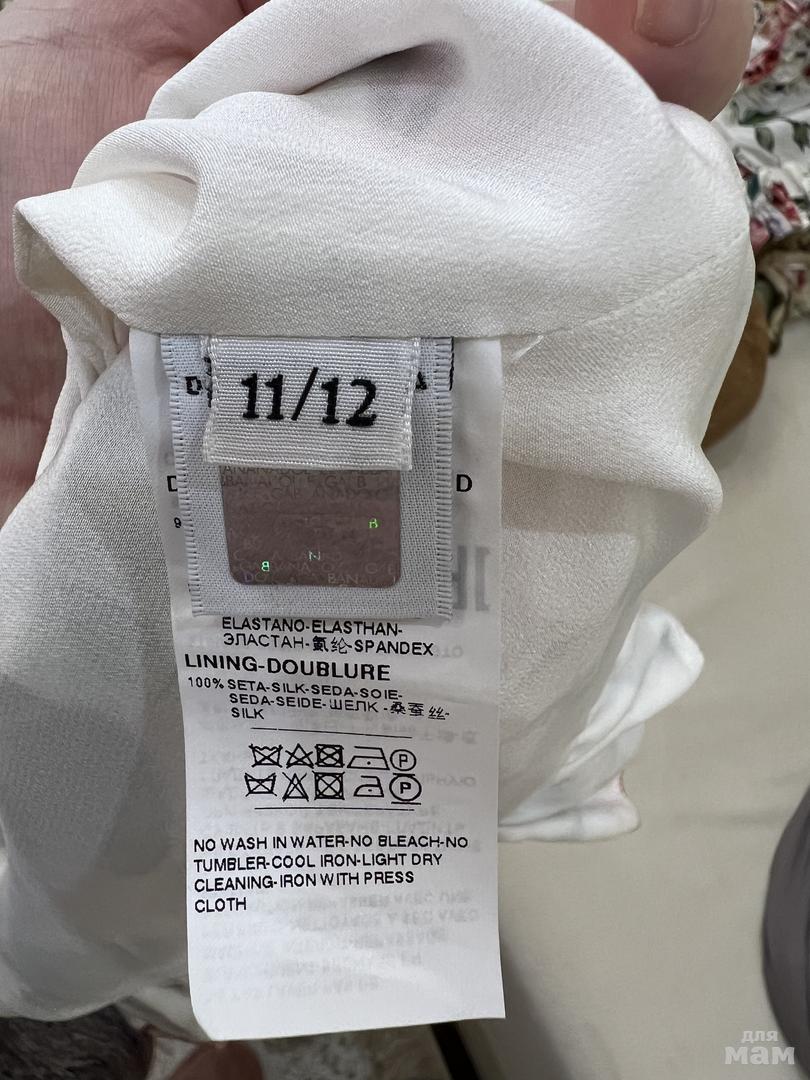 11/12
D
D
ELASTANO-ELASTHAN-
ЭЛАСТАН-氨纶-SPANDEX
LINING-DOUBLURE
100% SETA-SILK-SEDA-SOIE-
SEDA-SEIDE-ШЕЛК-桑蚕丝-
SILK
P
P
NO WASH IN WATER-NO BLEACH-NO
TUMBLER-COOL IRON-LIGHT DRY
CLEANING-IRON WITH PRESS
CLOTH
для
мам